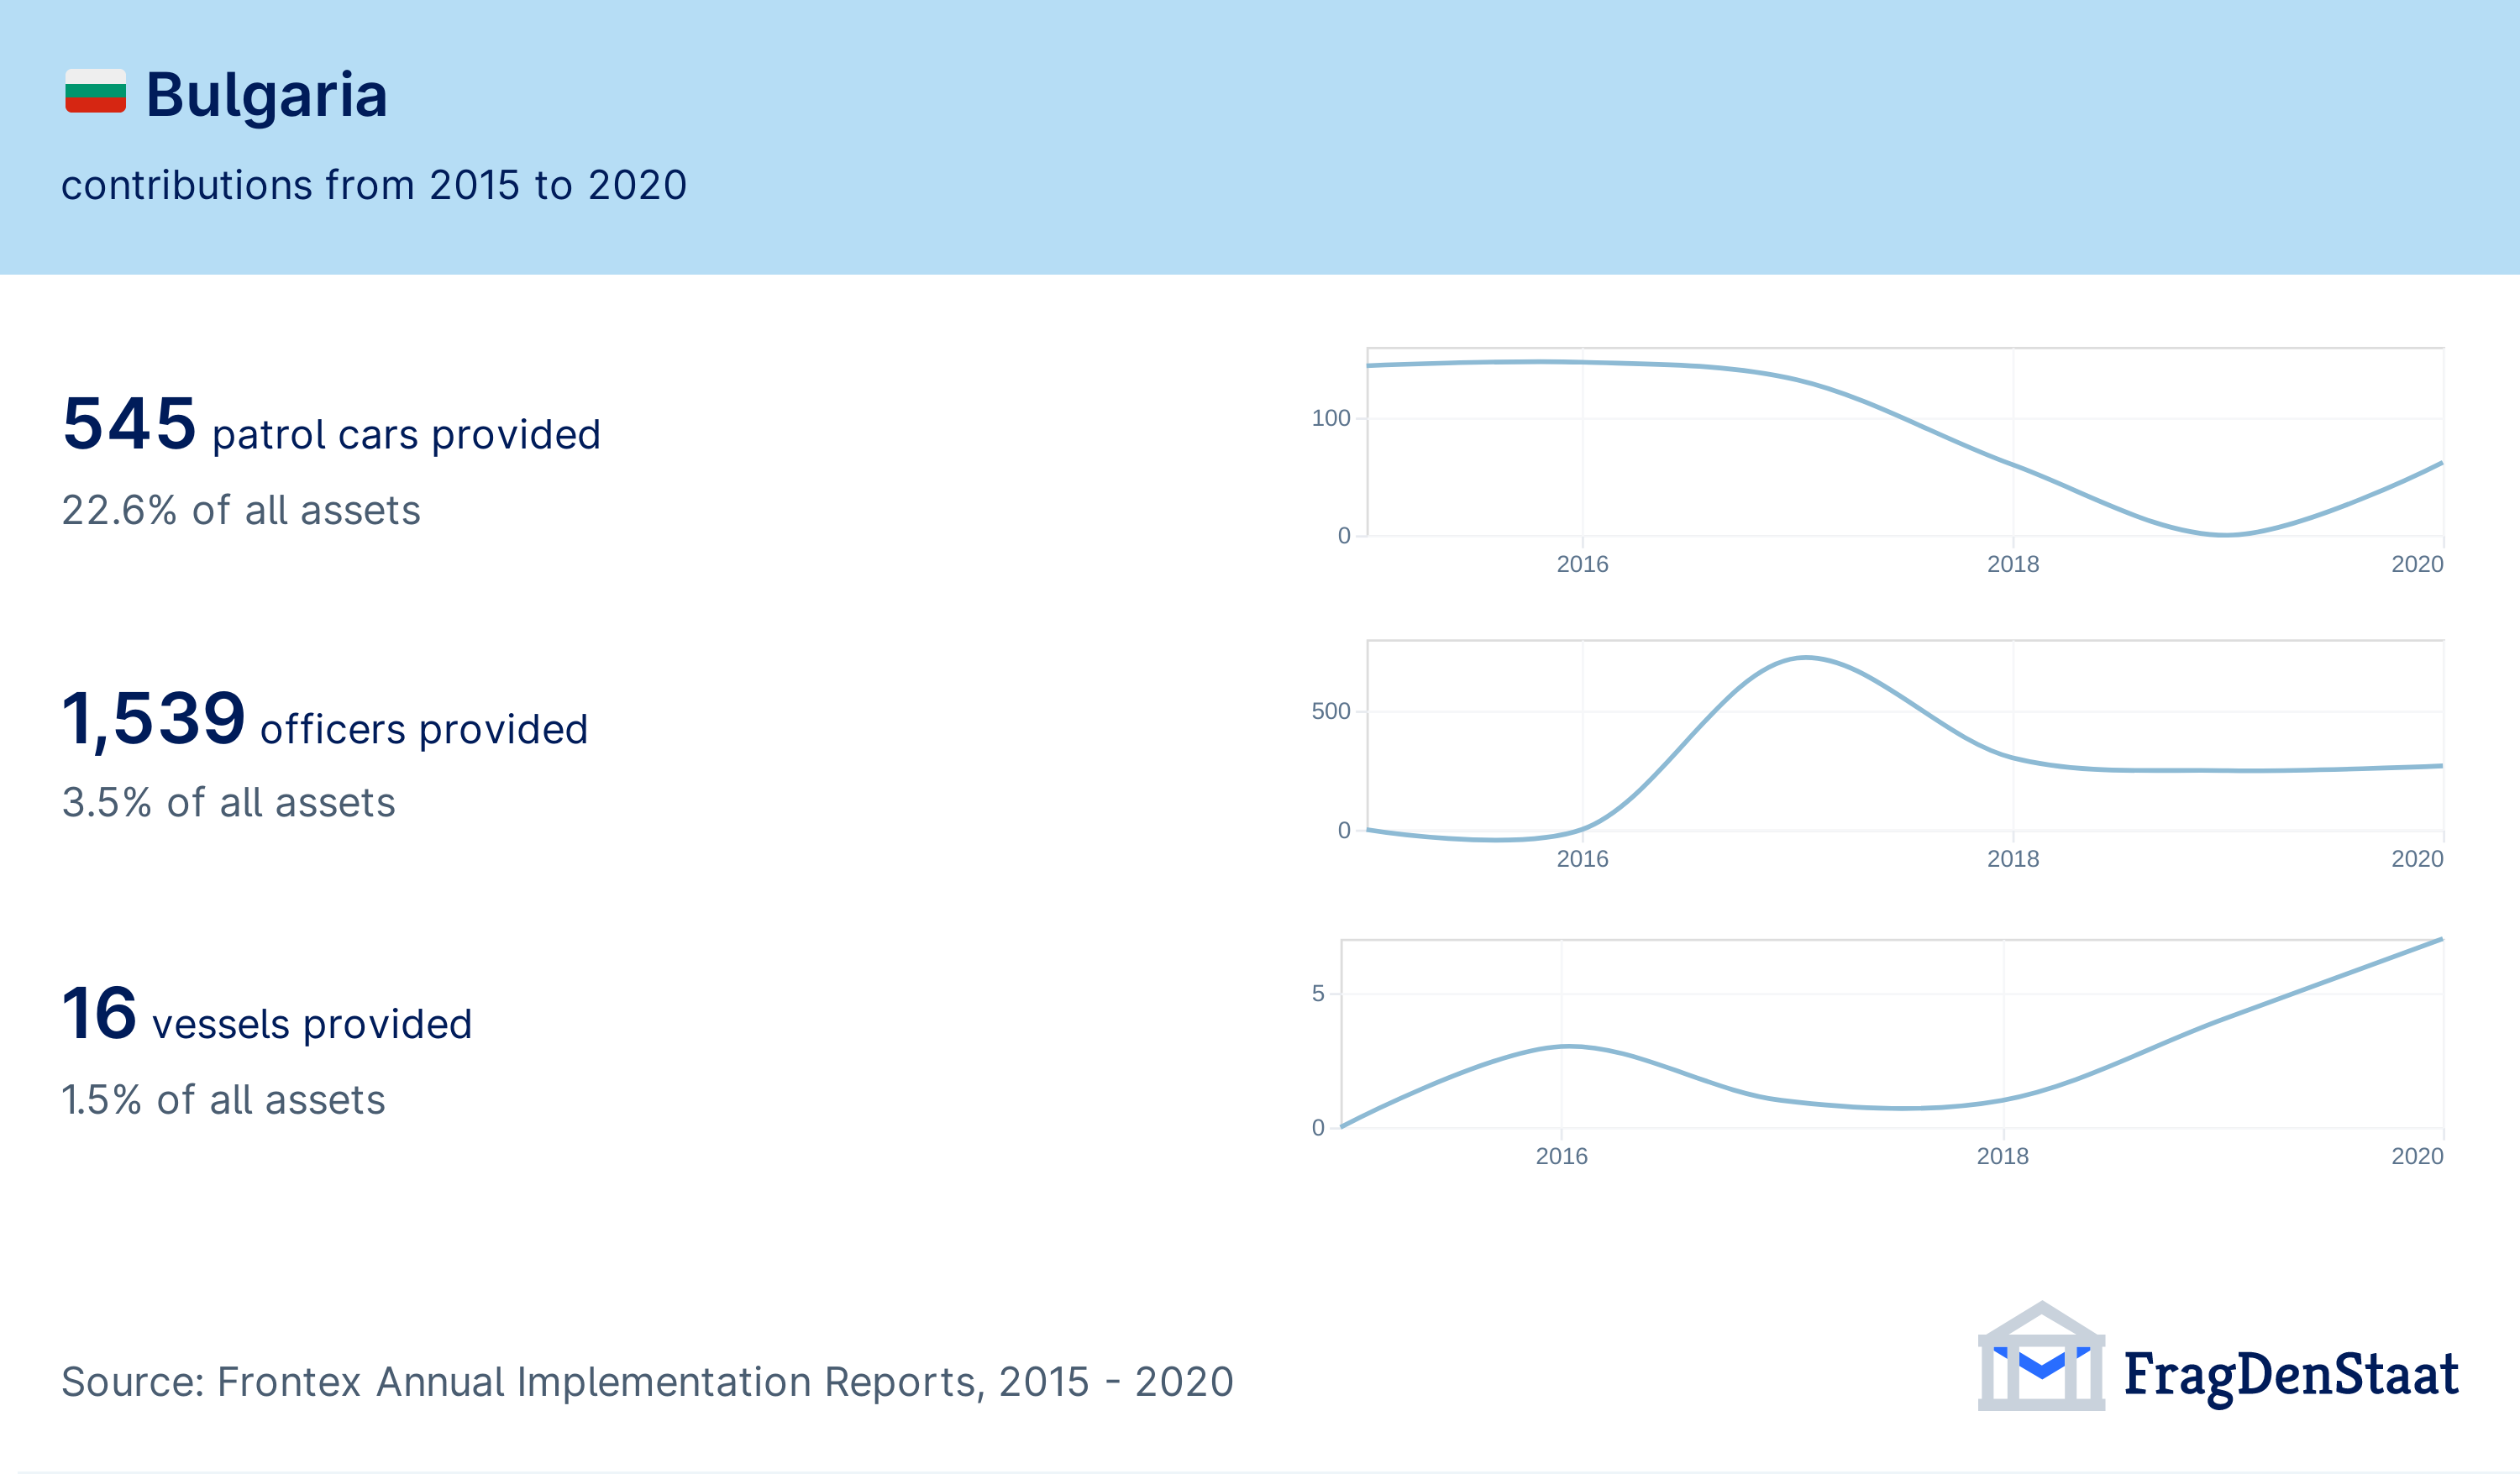 Bulgaria
contributions from 2015 to 2020
545 patrol cars provided
22.6% of all assets
100
0
2016 2018 2020
1,539 officers provided
3.5% of all assets
500
0
2016 2018 2020
16 vessels provided
1.5% of all assets
5
0
2016 2018 2020
Source: Frontex Annual Implementation Reports, 2015 - 2020
FragDenStaat